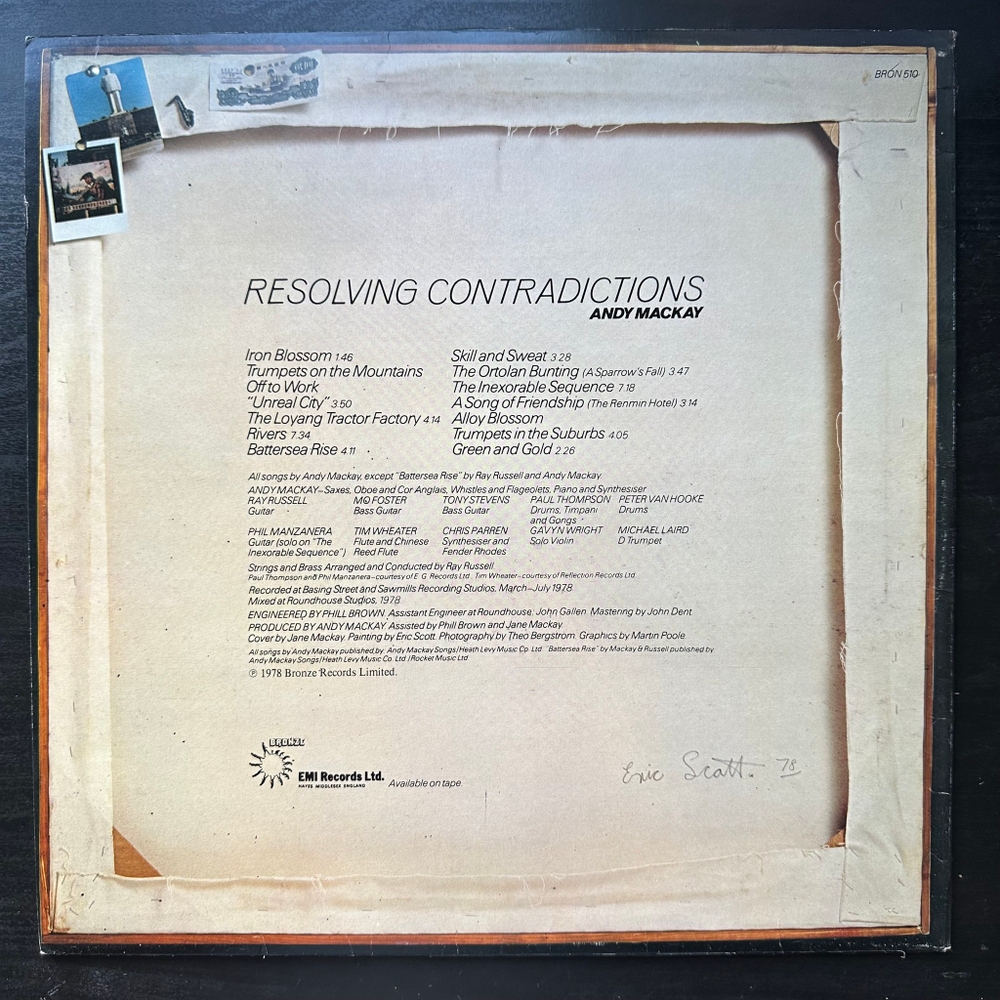 BRON 510
RESOLVING CONTRADICTIONS
ANDY MACKAY
Iron Blossom 1.46
Trumpets on the Mountains
Off to Work
"Unreal City" 3.50
The Loyang Tractor Factory 4.14
Rivers 7.34
Battersea Rise 4.11
Skill and Sweat 3.28
The Ortolan Bunting (A Sparrow's Fall) 3.47
The Inexorable Sequence 7.18
A Song of Friendship (The Renmin Hotel) 3.14
Alloy Blossom
Trumpets in the Suburbs 4.05
Green and Gold 2.26
All songs by Andy Mackay, except "Battersea Rise" by Ray Russell and Andy Mackay.
ANDY MACKAY–Saxes, Oboe and Cor Anglais, Whistles and Flageolets, Piano and Synthesiser
RAY RUSSELL
Guitar
MO FOSTER
Bass Guitar
TONY STEVENS
Bass Guitar
PAUL THOMPSON
Drums, Timpani
and Gongs
PETER VAN HOOKE
Drums
PHIL MANZANERA
Guitar (solo on "The
Inexorable Sequence")
TIM WHEATER
Flute and Chinese
Reed Flute
CHRIS PARREN
Synthesiser and
Fender Rhodes
GAVYN WRIGHT
Solo Violin
MICHAEL LAIRD
D Trumpet
Strings and Brass Arranged and Conducted by Ray Russell.
Paul Thompson and Phil Manzanera–courtesy of E.G. Records Ltd. Tim Wheater–courtesy of Reflection Records Ltd.
Recorded at Basing Street and Sawmills Recording Studios, March–July 1978.
Mixed at Roundhouse Studios, 1978
ENGINEERED BY PHILL BROWN. Assistant Engineer at Roundhouse: John Gallen. Mastering by John Dent.
PRODUCED BY ANDY MACKAY. Assisted by Phill Brown and Jane Mackay.
Cover by Jane Mackay. Painting by Eric Scott. Photography by Theo Bergstrom. Graphics by Martin Poole.
All songs by Andy Mackay published by Andy Mackay Songs/Heath Levy Music Co. Ltd. "Battersea Rise" by Mackay & Russell published by
Andy Mackay Songs/Heath Levy Music Co. Ltd./Rocket Music Ltd.
℗ 1978 Bronze Records Limited.
BRONZE
EMI Records Ltd.
HAYES MIDDLESEX ENGLAND
Available on tape.
Eric Scott. 78